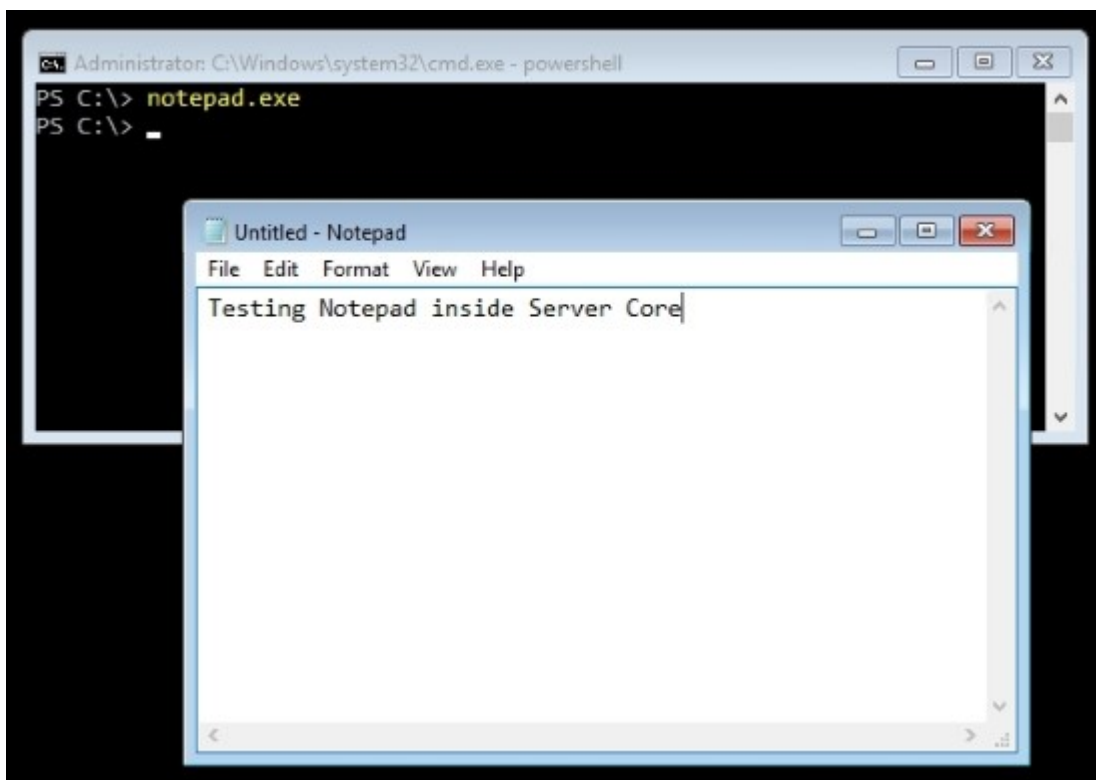 Administrator: C:\Windows\system32\cmd.exe - powershell
PS C:\> notepad.exe
PS C:\> _
Untitled - Notepad
File Edit Format View Help
Testing Notepad inside Server Core